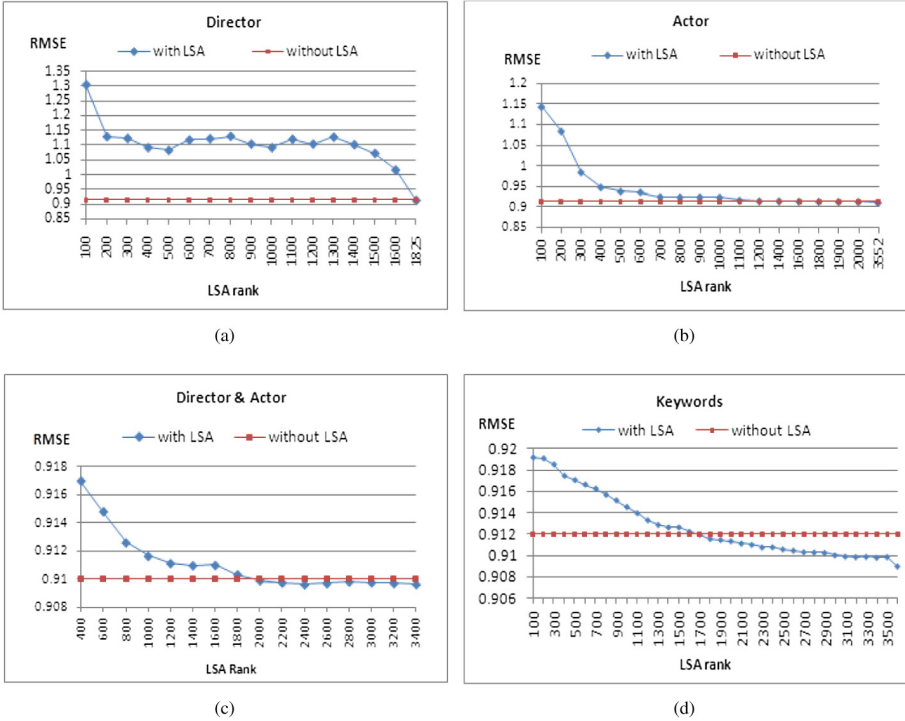 Director
RMSE
with LSA without LSA
1.35
1.3
1.25
1.2
1.15
1.1
1.05
1
0.95
0.9
0.85
100 200 300 400 500 600 700 800 900 1000 1100 1200 1300 1400 1500 1600 1825
LSA rank
(a)
Actor
RMSE
with LSA without LSA
1.2
1.15
1.1
1.05
1
0.95
0.9
0.85
100 200 300 400 500 600 700 800 900 1000 1100 1200 1400 1600 1800 1900 2000 3552
LSA rank
(b)
Director & Actor
RMSE
with LSA without LSA
0.918
0.916
0.914
0.912
0.91
0.908
400 600 800 1000 1200 1400 1600 1800 2000 2200 2400 2600 2800 3000 3200 3400
LSA Rank
(c)
Keywords
RMSE
with LSA without LSA
0.92
0.918
0.916
0.914
0.912
0.91
0.908
0.906
100 300 500 700 900 1100 1300 1500 1700 1900 2100 2300 2500 2700 2900 3100 3300 3500
LSA rank
(d)